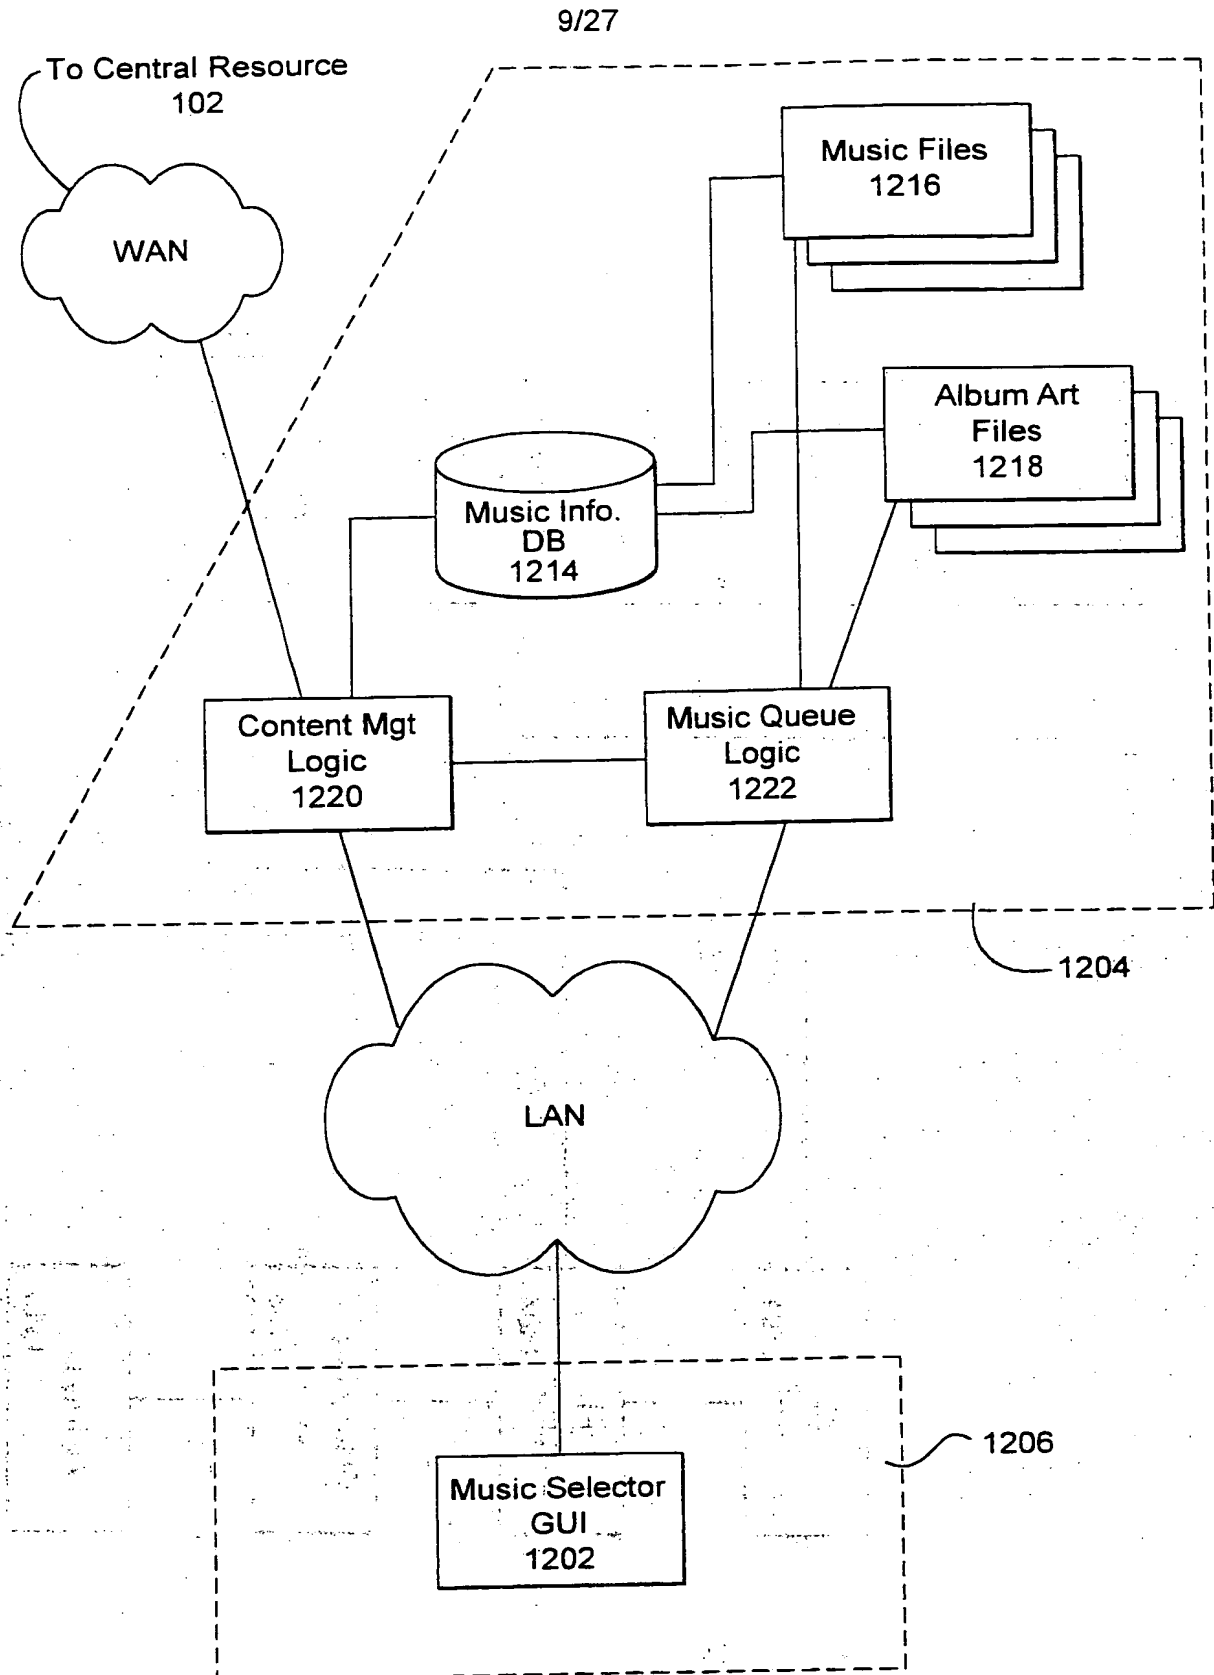 9/27
To Central Resource
102
WAN
Music Files
1216
Album Art
Files
1218
Music Info.
DB
1214
Content Mgt
Logic
1220
Music Queue
Logic
1222
1204
LAN
1206
Music Selector
GUI
1202